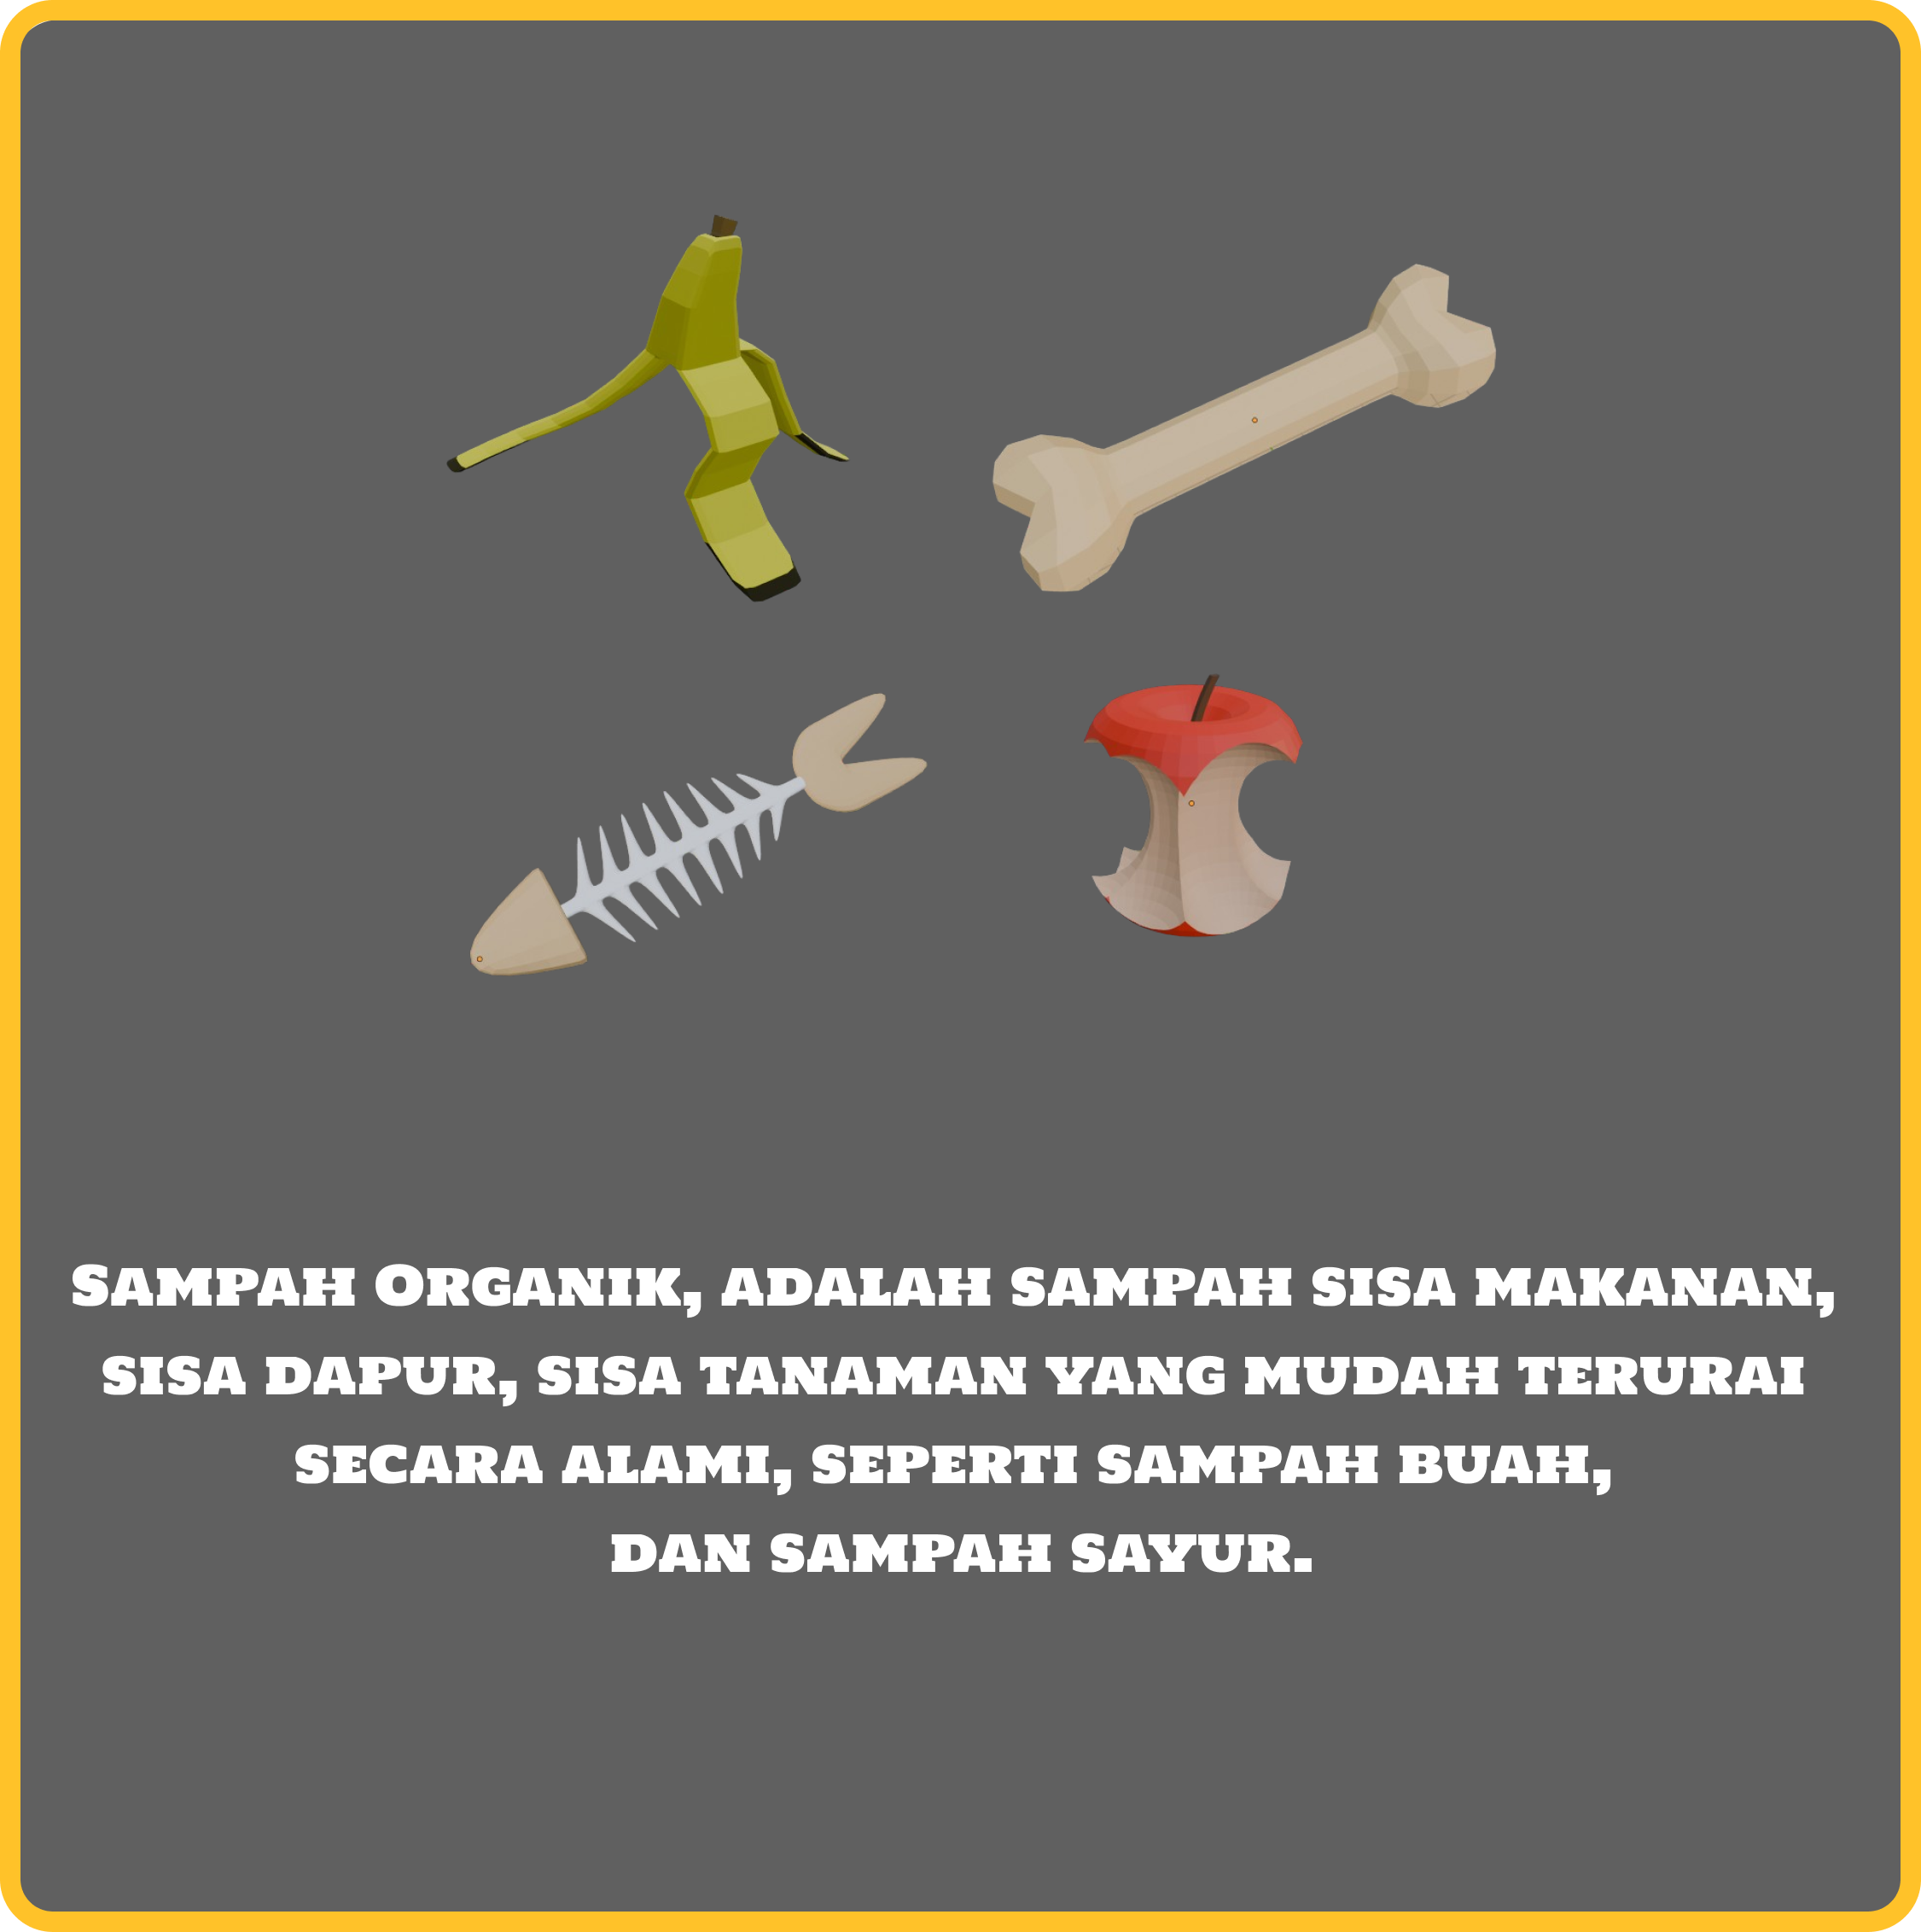 Sampah Organik, adalah sampah sisa makanan,
sisa dapur, sisa tanaman yang mudah terurai
secara alami, seperti sampah buah,
dan sampah sayur.